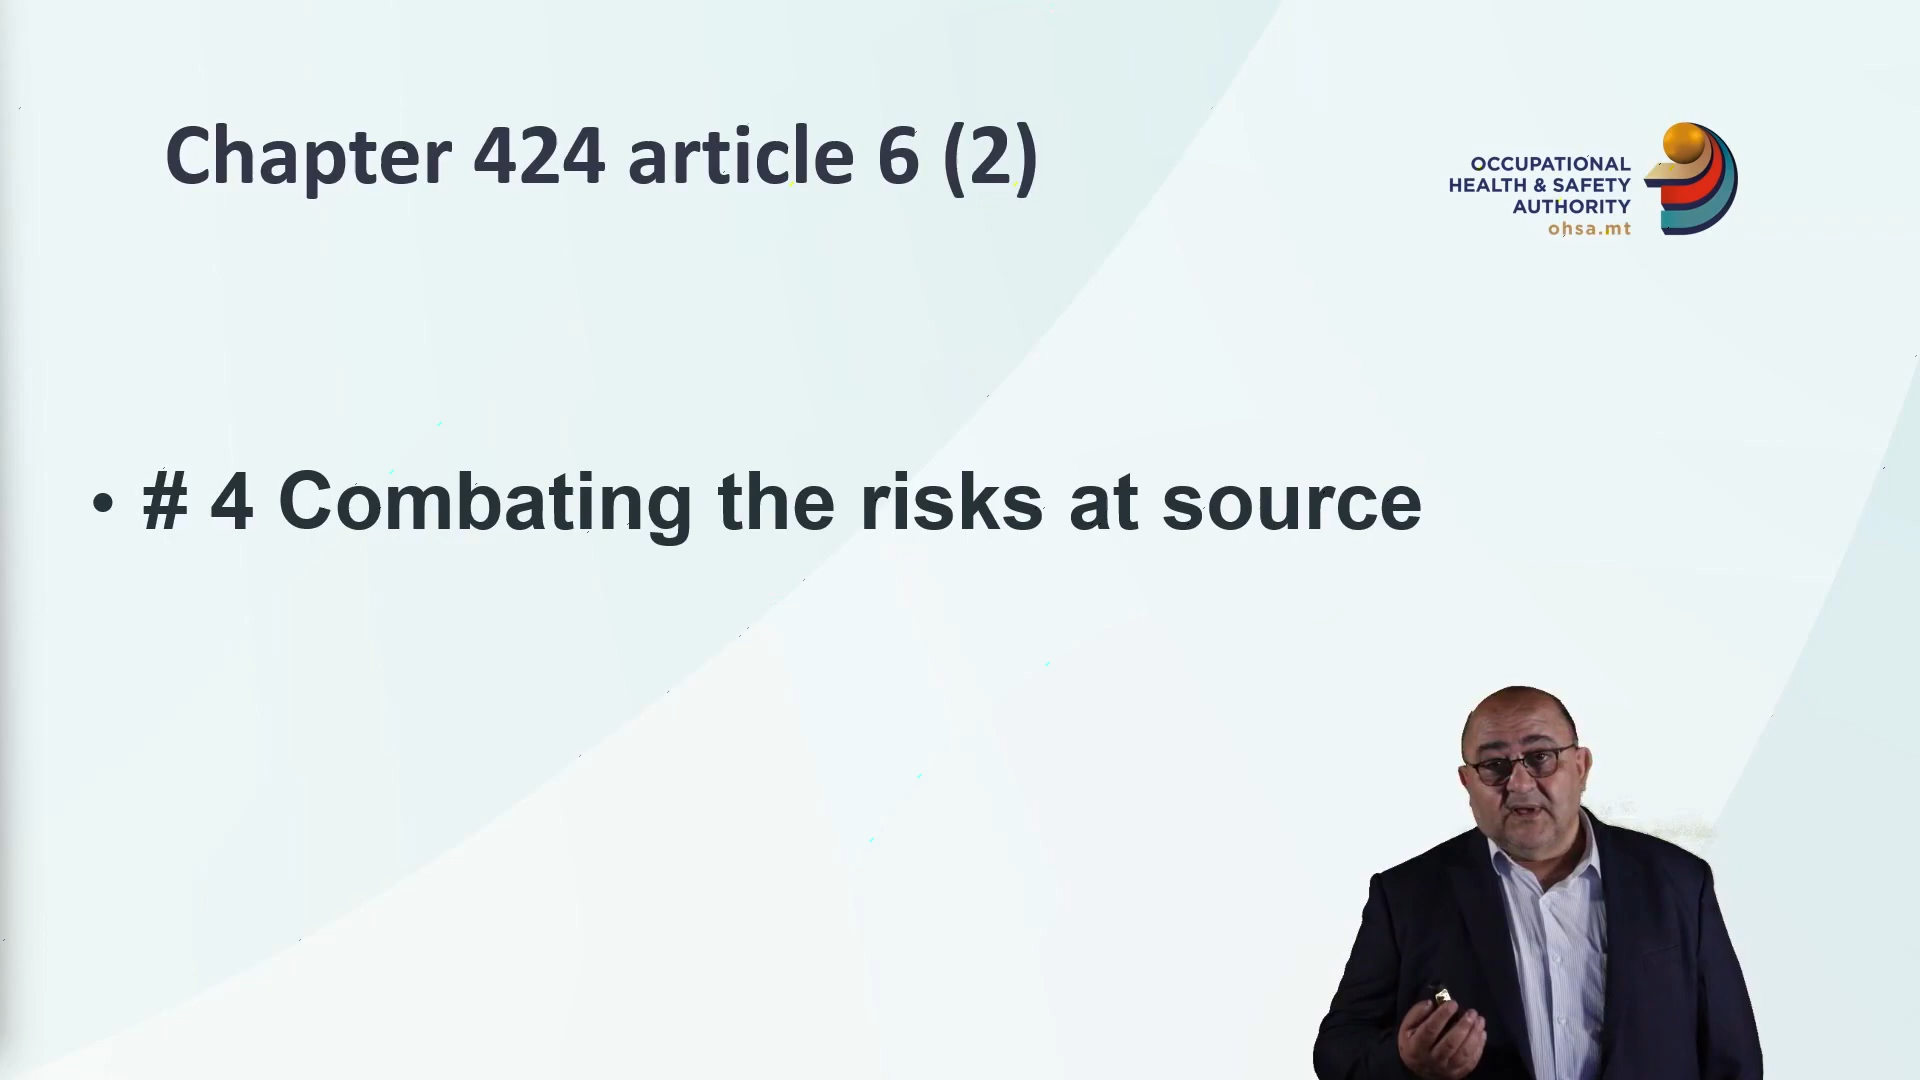 Chapter 424 article 6 (2)
OCCUPATIONAL
HEALTH & SAFETY
AUTHORITY
ohsa.mt
• # 4 Combating the risks at source